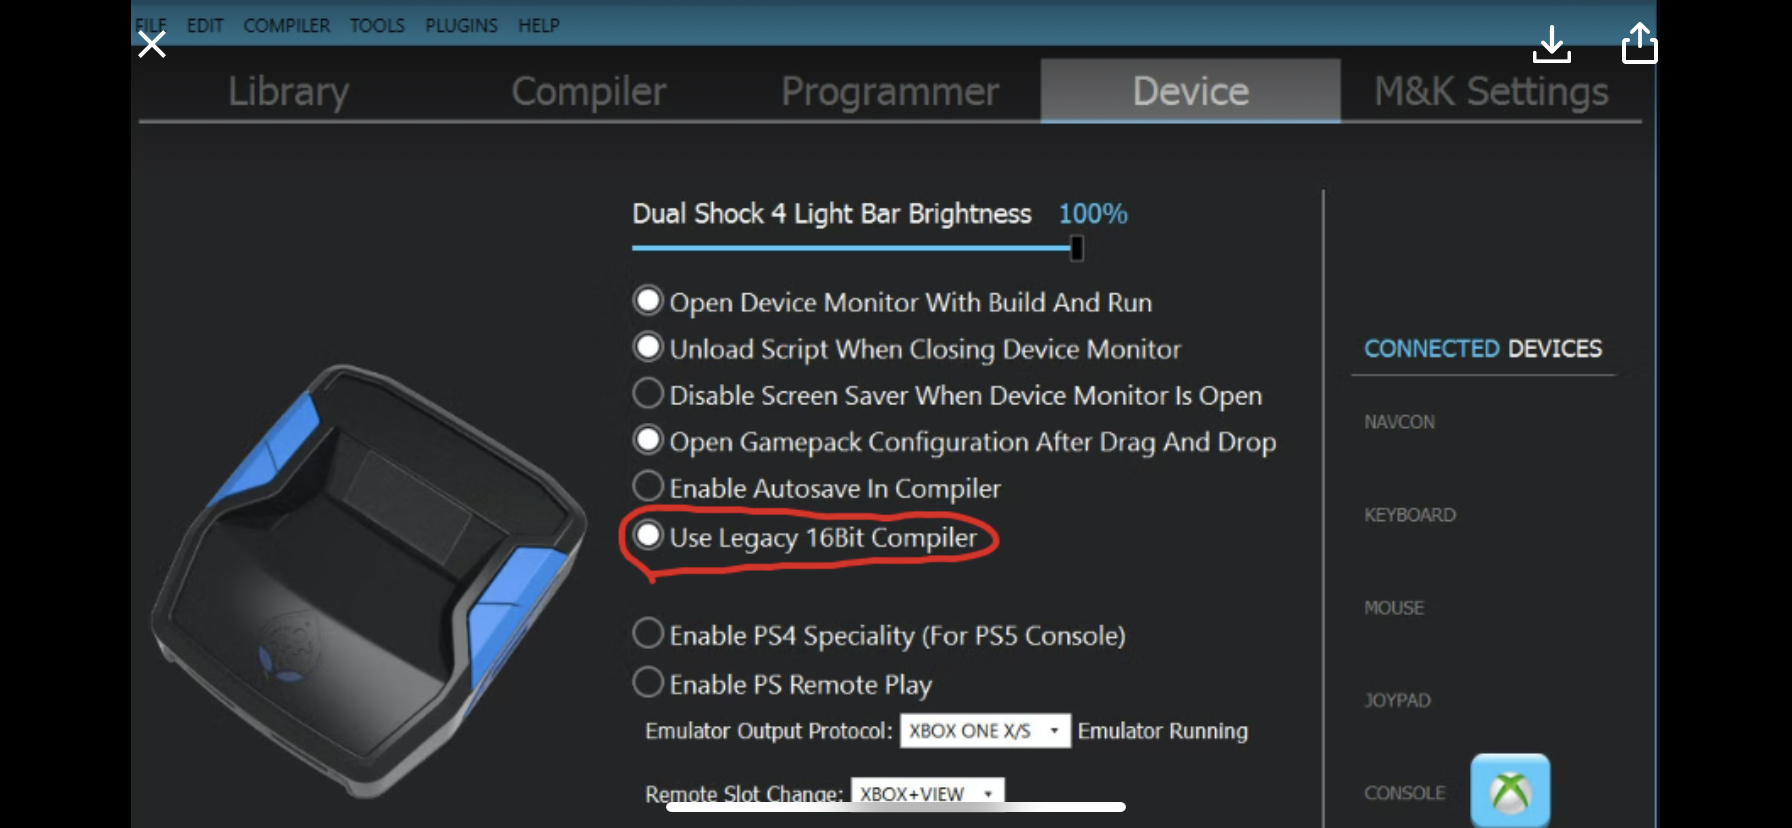 FILE EDIT COMPILER TOOLS PLUGINS HELP
Library Compiler Programmer Device M&K Settings
Dual Shock 4 Light Bar Brightness 100%
Open Device Monitor With Build And Run
Unload Script When Closing Device Monitor
Disable Screen Saver When Device Monitor Is Open
Open Gamepack Configuration After Drag And Drop
Enable Autosave In Compiler
Use Legacy 16Bit Compiler
Enable PS4 Speciality (For PS5 Console)
Enable PS Remote Play
Emulator Output Protocol: XBOX ONE X/S Emulator Running
Remote Slot Change: XBOX+VIEW
CONNECTED DEVICES
NAVCON
KEYBOARD
MOUSE
JOYPAD
CONSOLE